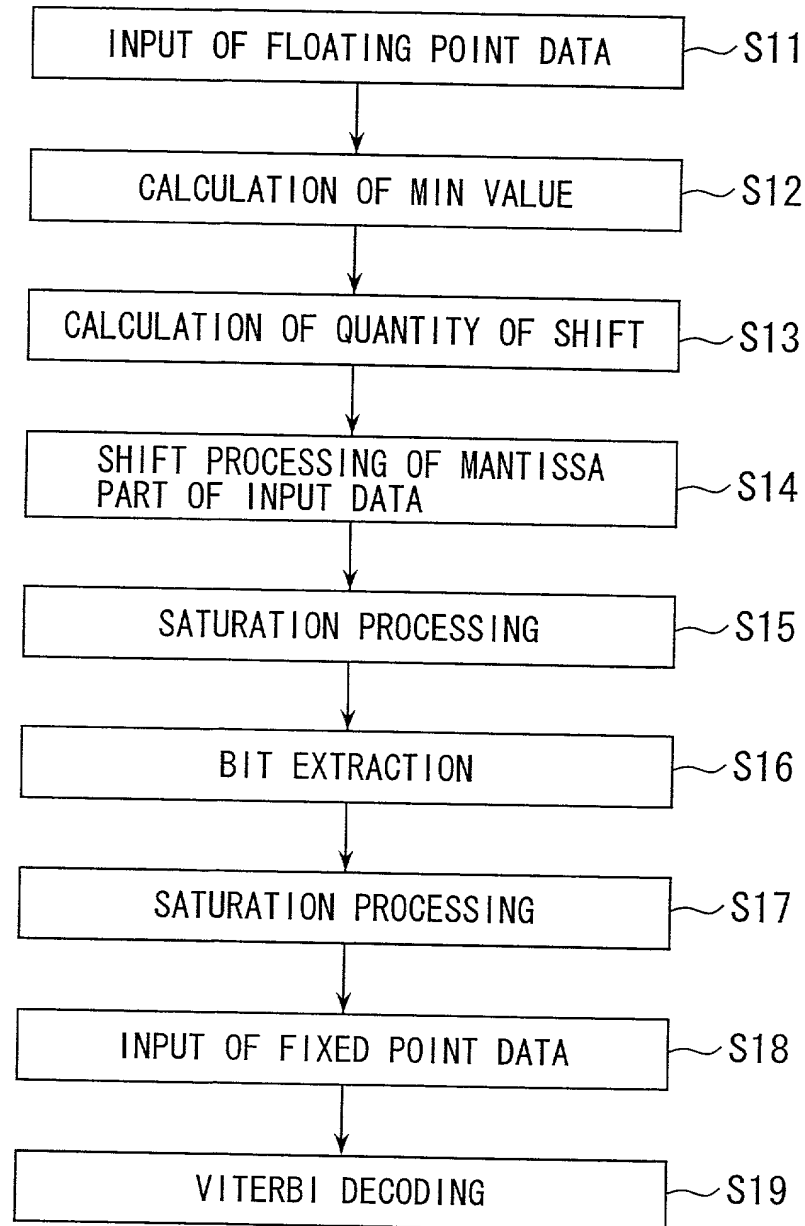 INPUT OF FLOATING POINT DATA S11
CALCULATION OF MIN VALUE S12
CALCULATION OF QUANTITY OF SHIFT S13
SHIFT PROCESSING OF MANTISSA
PART OF INPUT DATA S14
SATURATION PROCESSING S15
BIT EXTRACTION S16
SATURATION PROCESSING S17
INPUT OF FIXED POINT DATA S18
VITERBI DECODING S19